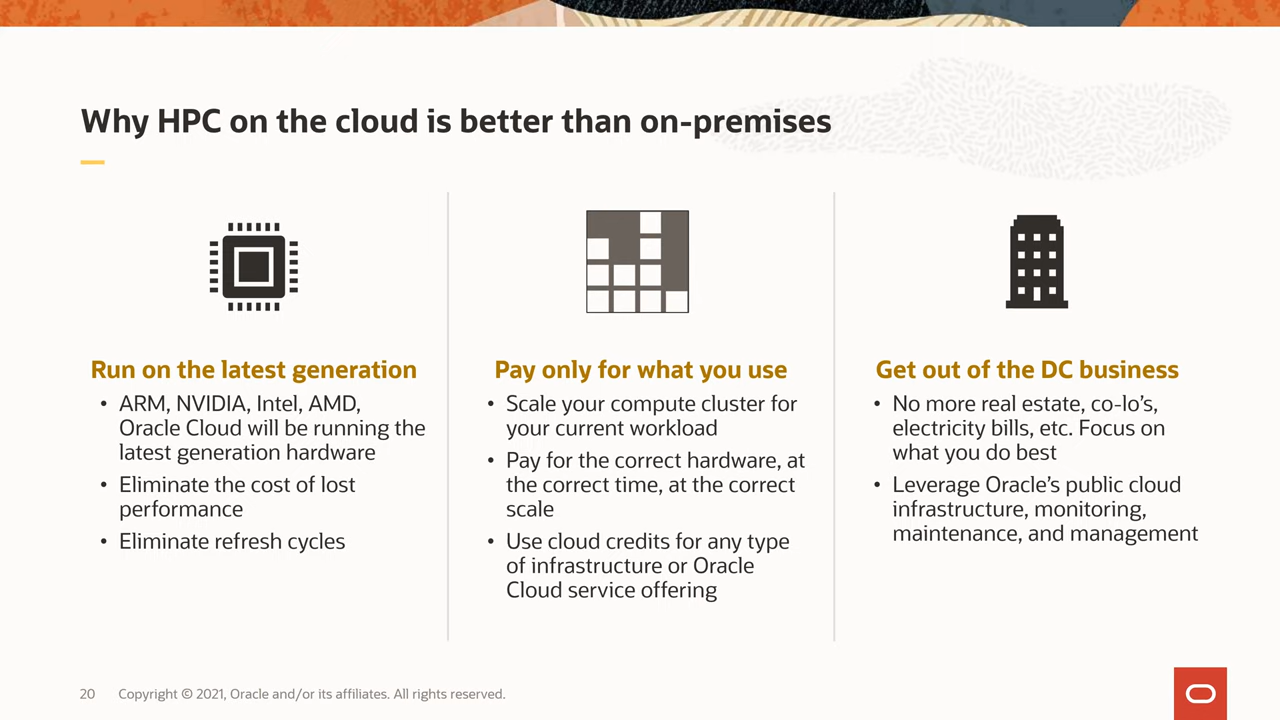 Why HPC on the cloud is better than on-premises
Run on the latest generation
• ARM, NVIDIA, Intel, AMD,
Oracle Cloud will be running the
latest generation hardware
• Eliminate the cost of lost
performance
• Eliminate refresh cycles
Pay only for what you use
• Scale your compute cluster for
your current workload
• Pay for the correct hardware, at
the correct time, at the correct
scale
• Use cloud credits for any type
of infrastructure or Oracle
Cloud service offering
Get out of the DC business
• No more real estate, co-lo’s,
electricity bills, etc. Focus on
what you do best
• Leverage Oracle’s public cloud
infrastructure, monitoring,
maintenance, and management
20 Copyright © 2021, Oracle and/or its affiliates. All rights reserved.